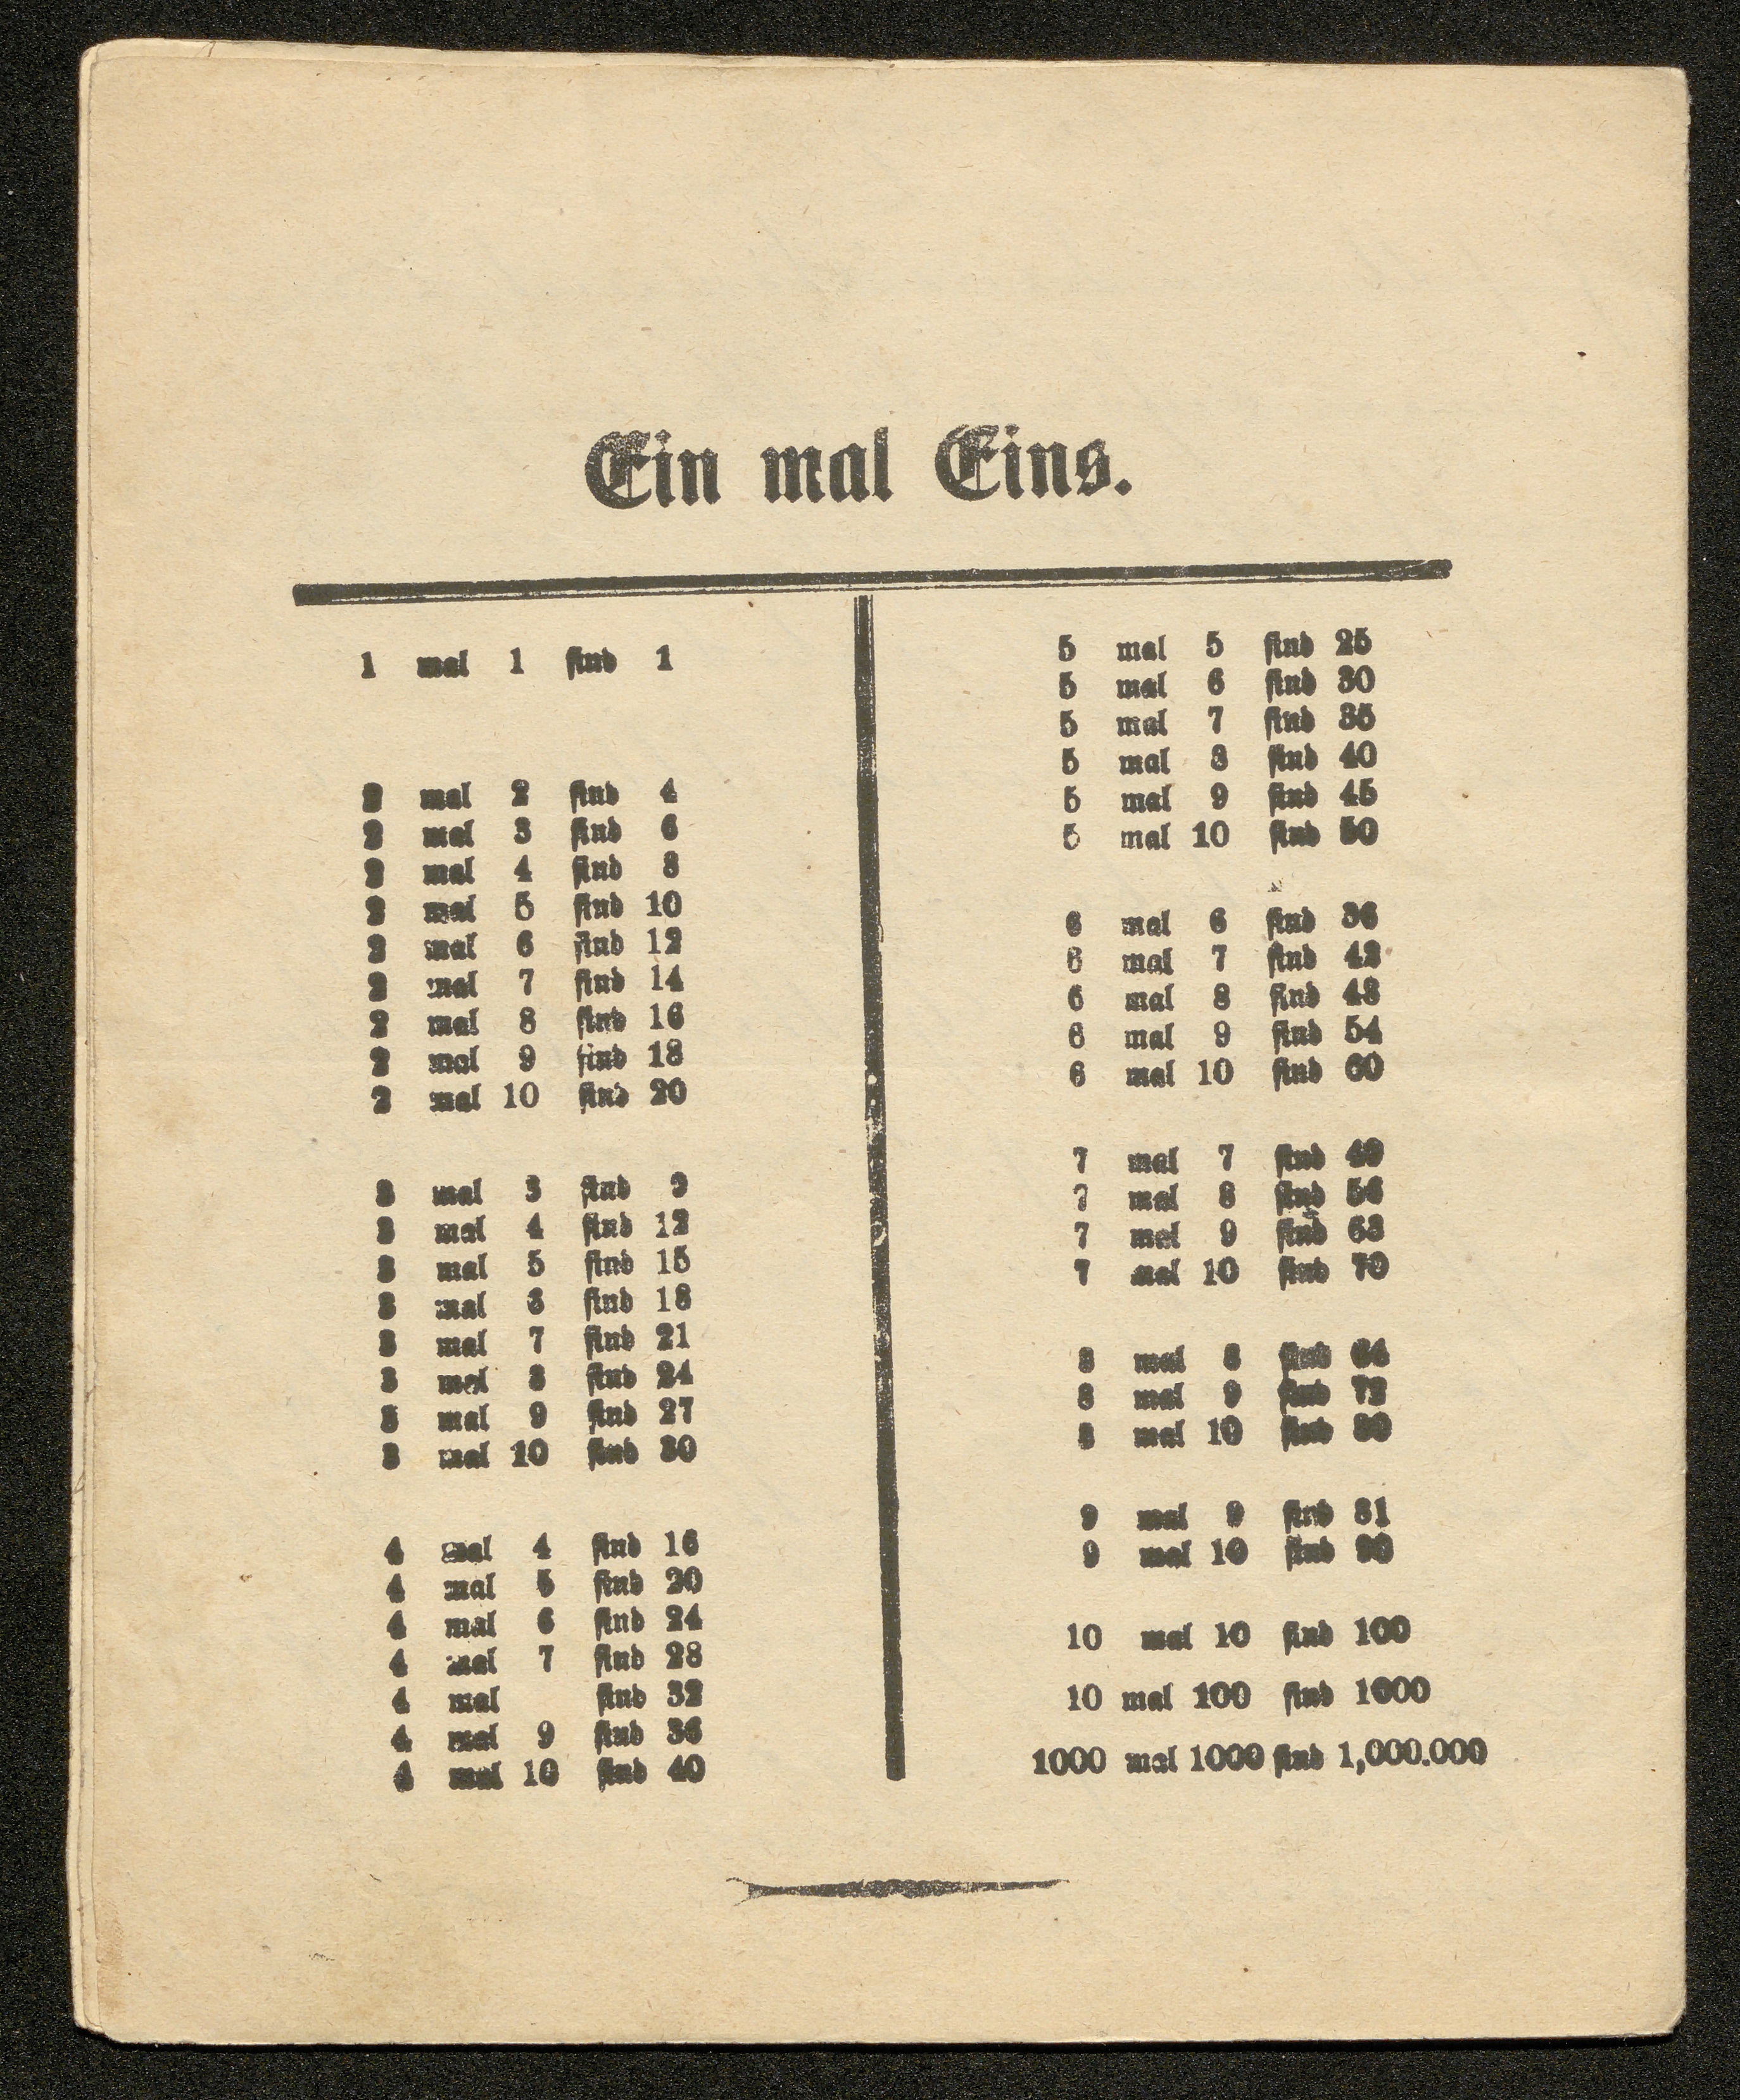 Ein mal Eins.
1 mal 1 sind 1
2 mal 2 sind 4
2 mal 3 sind 6
2 mal 4 sind 8
2 mal 5 sind 10
2 mal 6 sind 12
2 mal 7 sind 14
2 mal 8 sind 16
2 mal 9 sind 18
2 mal 10 sind 20
3 mal 3 sind 9
3 mal 4 sind 12
3 mal 5 sind 15
3 mal 6 sind 18
3 mal 7 sind 21
3 mal 8 sind 24
3 mal 9 sind 27
3 mal 10 sind 30
4 mal 4 sind 16
4 mal 5 sind 20
4 mal 6 sind 24
4 mal 7 sind 28
4 mal sind 32
4 mal 9 sind 36
4 mal 10 sind 40
5 mal 5 sind 25
5 mal 6 sind 30
5 mal 7 sind 35
5 mal 8 sind 40
5 mal 9 sind 45
5 mal 10 sind 50
6 mal 6 sind 36
6 mal 7 sind 42
6 mal 8 sind 48
6 mal 9 sind 54
6 mal 10 sind 60
7 mal 7 sind 49
7 mal 8 sind 56
7 mal 9 sind 63
7 mal 10 sind 70
8 mal 8 sind 64
8 mal 9 sind 72
8 mal 10 sind 80
9 mal 9 sind 81
9 mal 10 sind 90
10 mal 10 sind 100
10 mal 100 sind 1000
1000 mal 1000 sind 1,000.000